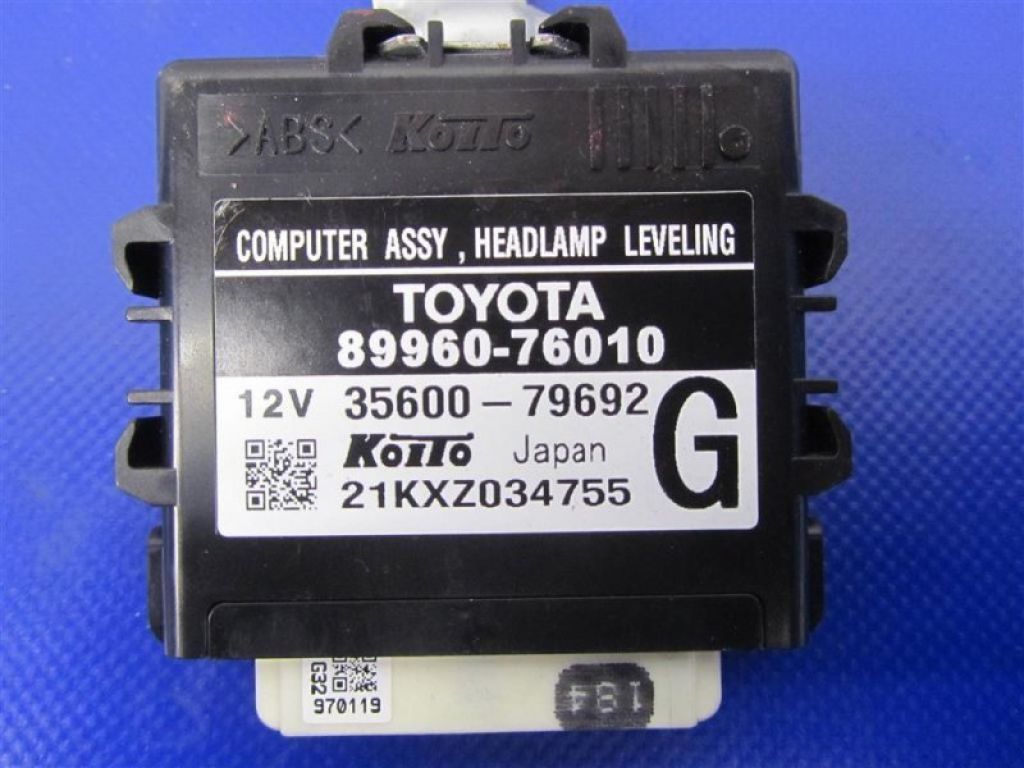 >ABS< KOITO
COMPUTER ASSY , HEADLAMP LEVELING
TOYOTA
89960-76010
12V 35600-79692 G
KOITO Japan
21KXZ034755
G32
970119
184